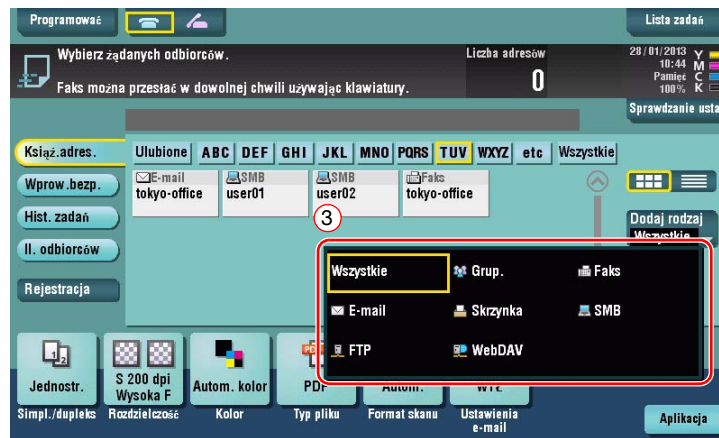 Programować
Lista zadań
Wybierz żądanych odbiorców.
Liczba adresów
28/01/2013
10:44
Pamięć
100%
Y
M
C
K
0
Faks można przesłać w dowolnej chwili używając klawiatury.
Sprawdzanie usta
Książ.adres.
Ulubione ABC DEF GHI JKL MNO PQRS TUV WXYZ etc Wszystkie
E-mail
tokyo-office
SMB
user01
SMB
user02
Faks
tokyo-office
Wprow.bezp.
Hist. zadań
Il. odbiorców
Rejestracja
3
Dodaj rodzaj
Wszystkie
Wszystkie
Grup.
Faks
E-mail
Skrzynka
SMB
FTP
WebDAV
1 2
Jednostr.
S 200 dpi
Wysoka F
Autom. kolor
PDF
PDF
Autom.
WYŁ
Simpl./dupleks
Rozdzielczość
Kolor
Typ pliku
Format skanu
Ustawienia
e-mail
Aplikacja